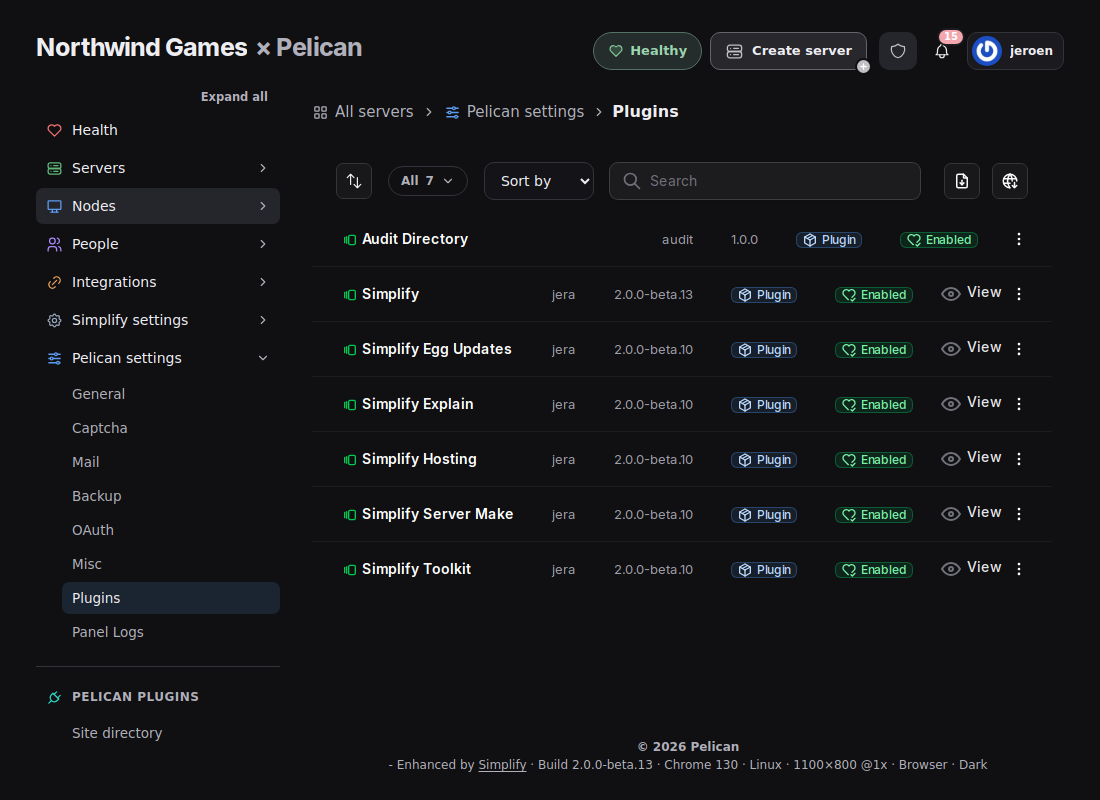 Northwind Games × Pelican
Healthy
Create server
15
jeroen
Expand all
Health
Servers
Nodes
People
Integrations
Simplify settings
Pelican settings
General
Captcha
Mail
Backup
OAuth
Misc
Plugins
Panel Logs
PELICAN PLUGINS
Site directory
All servers > Pelican settings > Plugins
All 7
Sort by
Search
Audit Directory audit 1.0.0 Plugin Enabled
Simplify jera 2.0.0-beta.13 Plugin Enabled View
Simplify Egg Updates jera 2.0.0-beta.10 Plugin Enabled View
Simplify Explain jera 2.0.0-beta.10 Plugin Enabled View
Simplify Hosting jera 2.0.0-beta.10 Plugin Enabled View
Simplify Server Make jera 2.0.0-beta.10 Plugin Enabled View
Simplify Toolkit jera 2.0.0-beta.10 Plugin Enabled View
© 2026 Pelican
- Enhanced by Simplify · Build 2.0.0-beta.13 · Chrome 130 · Linux · 1100×800 @1x · Browser · Dark